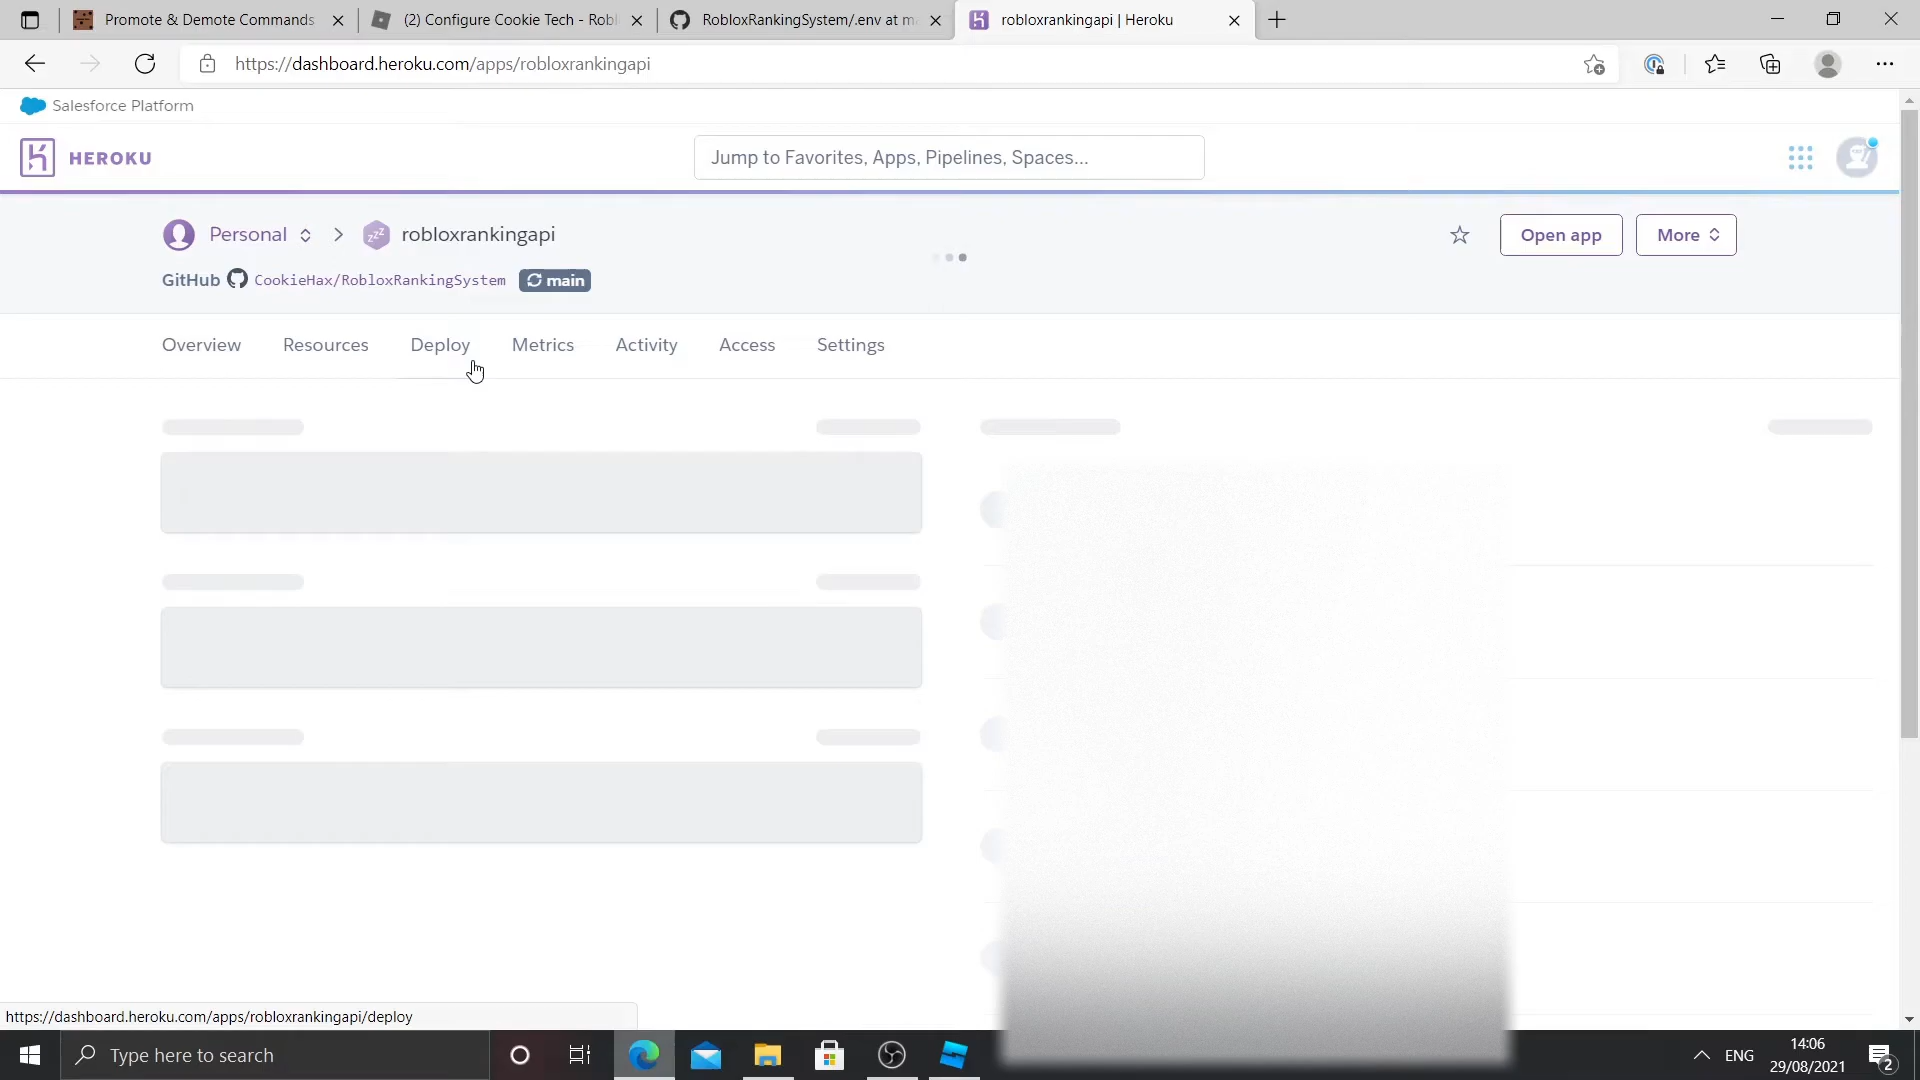 Promote & Demote Commands
(2) Configure Cookie Tech - Robl
RobloxRankingSystem/.env at m
robloxrankingapi | Heroku
https://dashboard.heroku.com/apps/robloxrankingapi
Salesforce Platform
HEROKU
Jump to Favorites, Apps, Pipelines, Spaces...
Personal
zzz
robloxrankingapi
Open app
More
GitHub
CookieHax/RobloxRankingSystem
main
Overview
Resources
Deploy
Metrics
Activity
Access
Settings
https://dashboard.heroku.com/apps/robloxrankingapi/deploy
Type here to search
ENG
14:06
29/08/2021
2